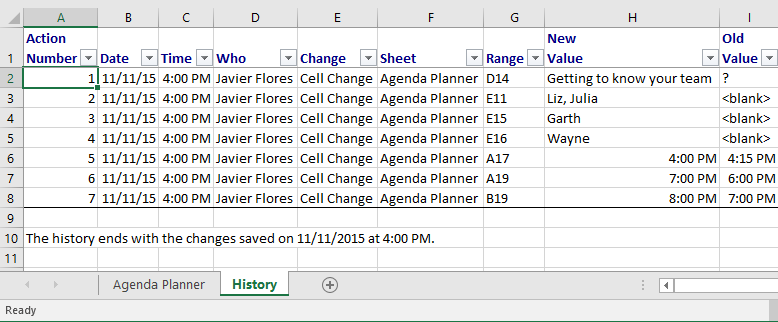 A B C D E F G H I
Action New Old
1 Number Date Time Who Change Sheet Range Value Value
2 1 11/11/15 4:00 PM Javier Flores Cell Change Agenda Planner D14 Getting to know your team ?
3 2 11/11/15 4:00 PM Javier Flores Cell Change Agenda Planner E11 Liz, Julia <blank>
4 3 11/11/15 4:00 PM Javier Flores Cell Change Agenda Planner E15 Garth <blank>
5 4 11/11/15 4:00 PM Javier Flores Cell Change Agenda Planner E16 Wayne <blank>
6 5 11/11/15 4:00 PM Javier Flores Cell Change Agenda Planner A17 4:00 PM 4:15 PM
7 6 11/11/15 4:00 PM Javier Flores Cell Change Agenda Planner A19 7:00 PM 6:00 PM
8 7 11/11/15 4:00 PM Javier Flores Cell Change Agenda Planner B19 8:00 PM 7:00 PM
9
10 The history ends with the changes saved on 11/11/2015 at 4:00 PM.
11
Agenda Planner History
Ready